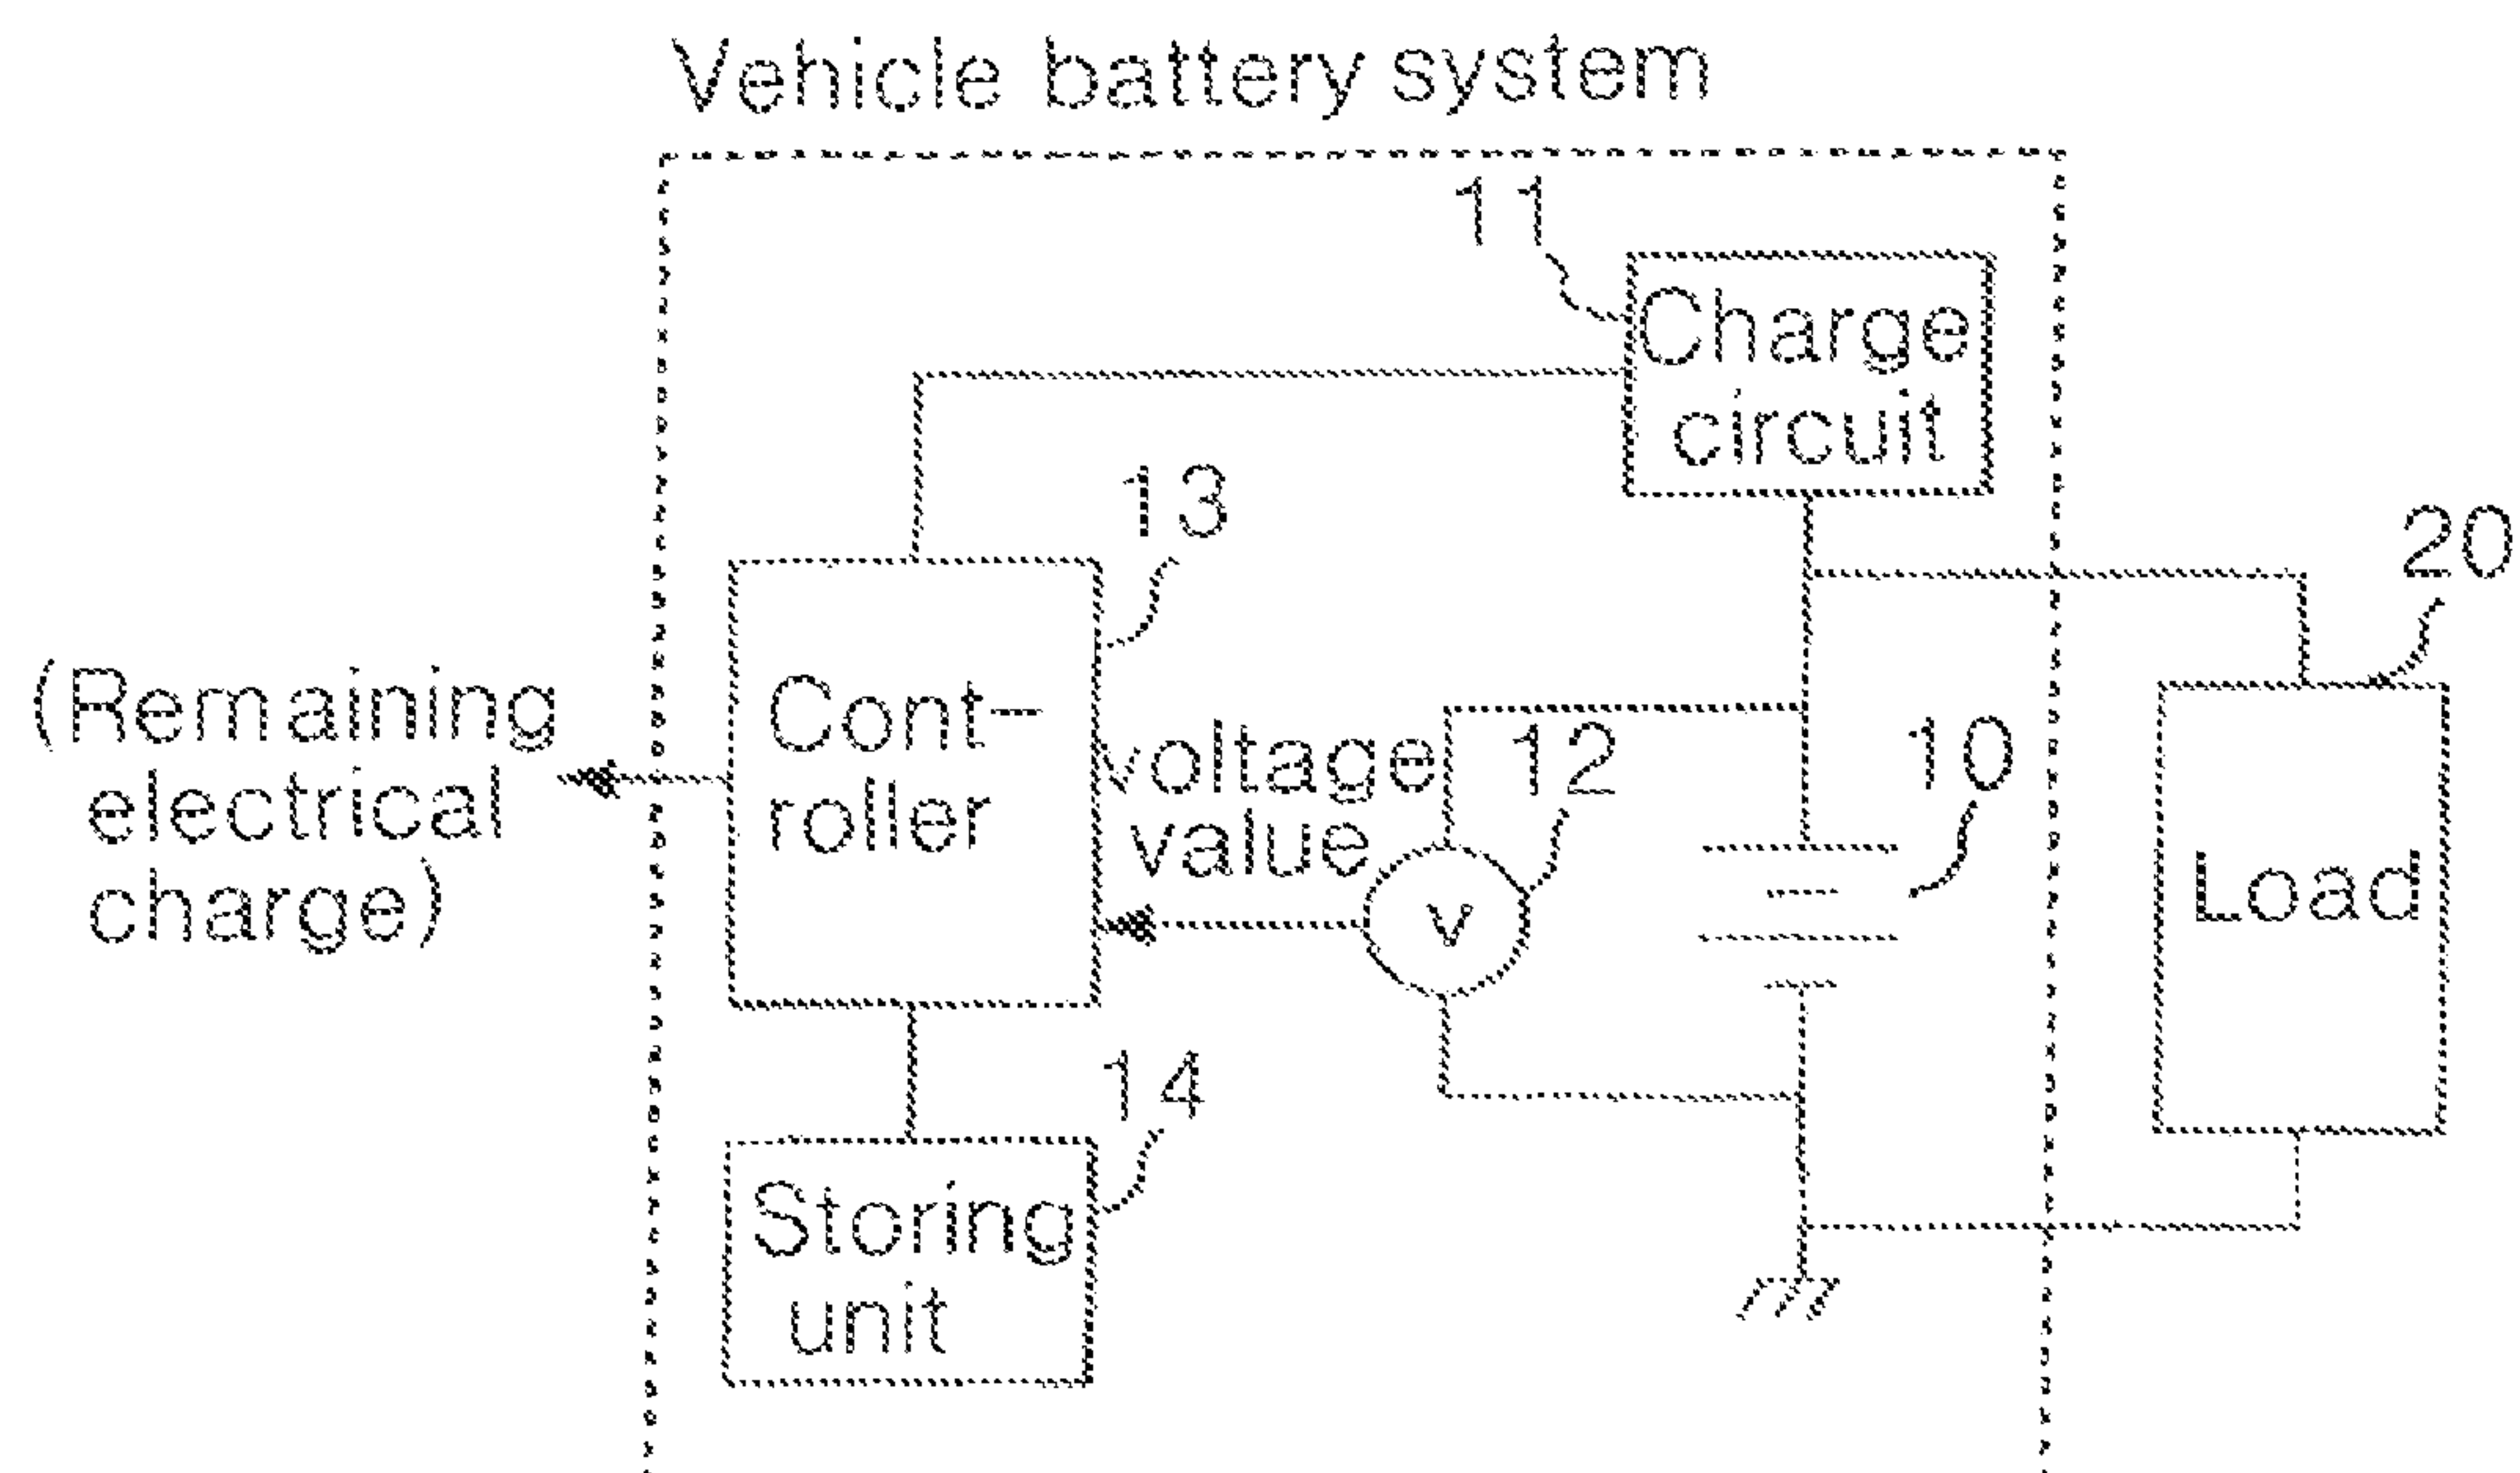 Vehicle battery system
11
Charge
circuit
13
20
(Remaining
electrical
charge)
Cont-
roller
Voltage
value
12
10
V
Load
14
Storing
unit